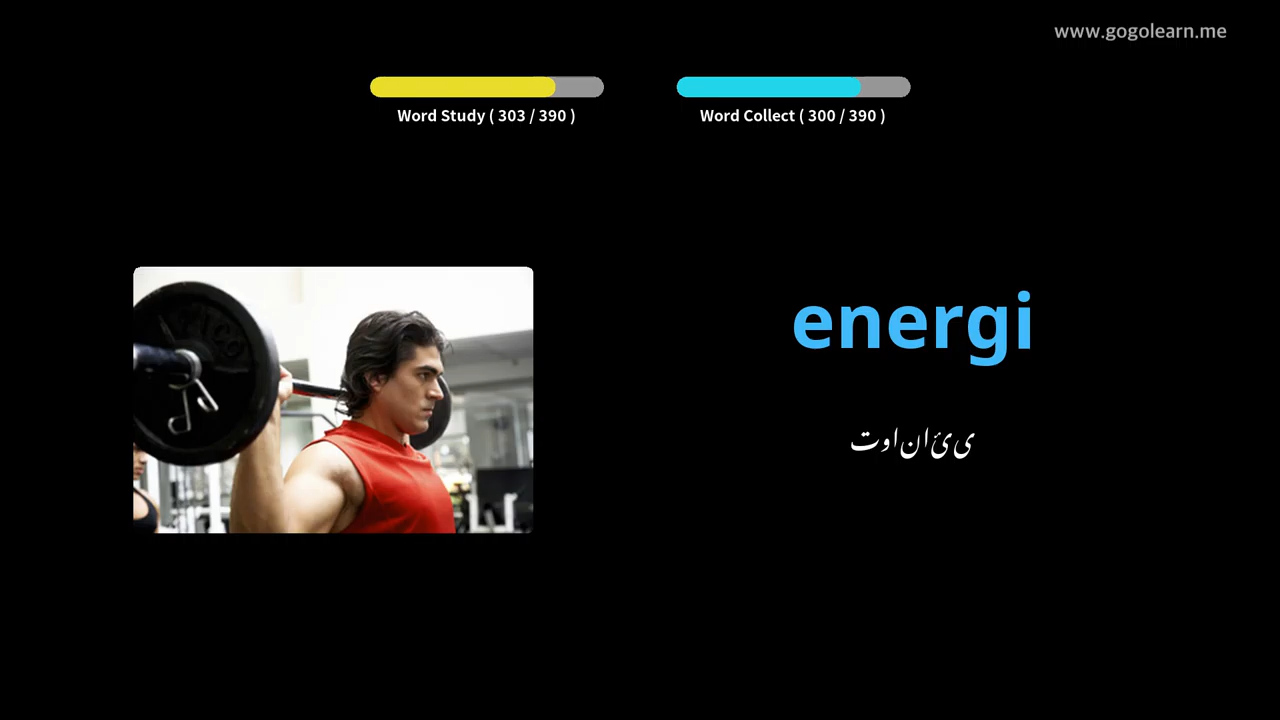 www.gogolearn.me
Word Study ( 303 / 390 )
Word Collect ( 300 / 390 )
energi
توانائی